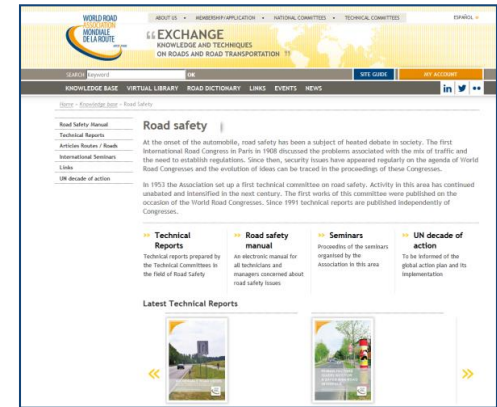 WORLD ROAD
ASSOCIATION
MONDIALE
DE LA ROUTE
ABOUT US • MEMBERSHIP/APPLICATION • NATIONAL COMMITTEES • TECHNICAL COMMITTEES
ESPAÑOL
“EXCHANGE
KNOWLEDGE AND TECHNIQUES
ON ROADS AND ROAD TRANSPORTATION ”
SEARCH Keyword OK SITE GUIDE MY ACCOUNT
KNOWLEDGE BASE VIRTUAL LIBRARY ROAD DICTIONARY LINKS EVENTS NEWS in
Home - Knowledge base - Road Safety
Road Safety Manual
Technical Reports
Articles Routes / Roads
International Seminars
Links
UN decade of action
Road safety
At the onset of the automobile, road safety has been a subject of heated debate in society. The first
International Road Congress in Paris in 1908 discussed the problems associated with the mix of traffic and
the need to establish regulations. Since then, security issues have appeared regularly on the agenda of World
Road Congresses and the evolution of ideas can be traced in the proceedings of these Congresses.
In 1953 the Association set up a first technical committee on road safety. Activity in this area has continued
unabated and intensified in the next century. The first works of this committee were published on the
occasion of the World Road Congresses. Since 1991 technical reports are published independently of
Congresses.
Technical
Reports
Technical reports prepared by
the Technical Committees in
the field of Road Safety
Road safety
manual
An electronic manual for
all technicians and
managers concerned about
road safety issues
Seminars
Proceedins of the seminars
organised by the
Association in this area
UN decade of
action
To be informed of the
global action plan and its
implementation
Latest Technical Reports